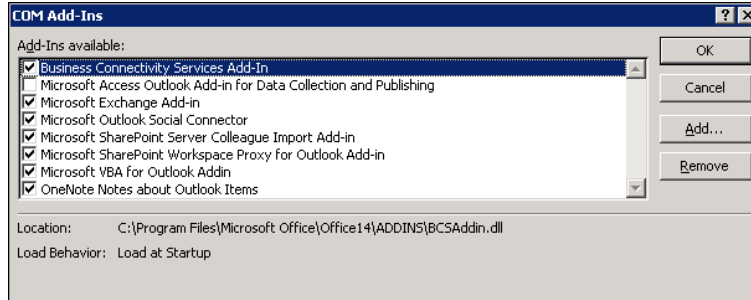 COM Add-Ins
Add-Ins available:
Business Connectivity Services Add-In
Microsoft Access Outlook Add-in for Data Collection and Publishing
Microsoft Exchange Add-in
Microsoft Outlook Social Connector
Microsoft SharePoint Server Colleague Import Add-in
Microsoft SharePoint Workspace Proxy for Outlook Add-in
Microsoft VBA for Outlook Addin
OneNote Notes about Outlook Items
OK
Cancel
Add...
Remove
Location: C:\Program Files\Microsoft Office\Office14\ADDINS\BCSAddin.dll
Load Behavior: Load at Startup